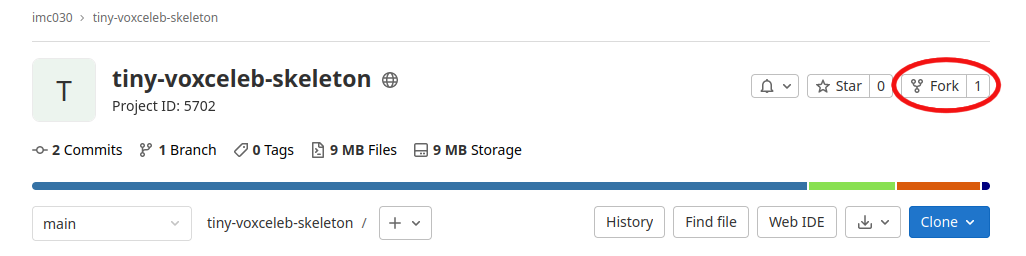 imc030 › tiny-voxceleb-skeleton
T
tiny-voxceleb-skeleton
Project ID: 5702
Star 0 Fork 1
2 Commits 1 Branch 0 Tags 9 MB Files 9 MB Storage
main tiny-voxceleb-skeleton / + History Find file Web IDE Clone